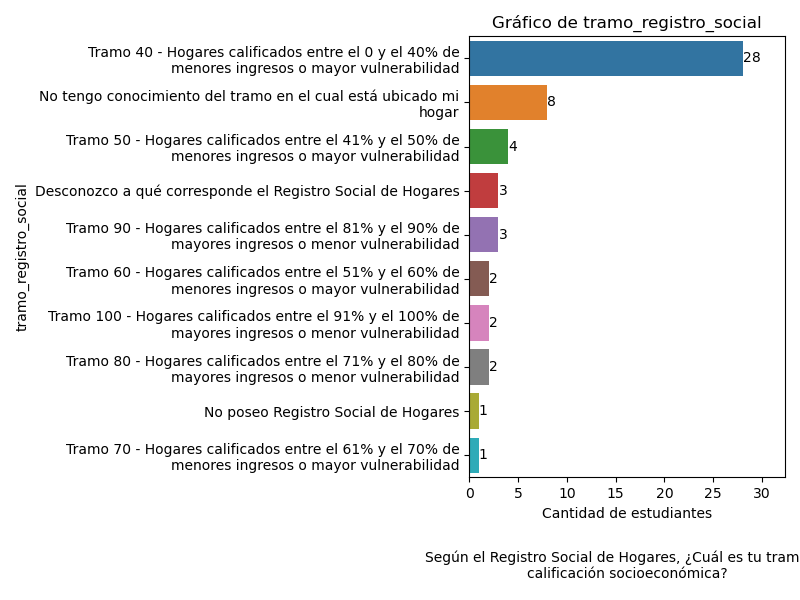 Gráfico de tramo_registro_social
Tramo 40 - Hogares calificados entre el 0 y el 40% de
menores ingresos o mayor vulnerabilidad
28
No tengo conocimiento del tramo en el cual está ubicado mi
hogar
8
Tramo 50 - Hogares calificados entre el 41% y el 50% de
menores ingresos o mayor vulnerabilidad
4
Desconozco a qué corresponde el Registro Social de Hogares
3
Tramo 90 - Hogares calificados entre el 81% y el 90% de
mayores ingresos o menor vulnerabilidad
3
Tramo 60 - Hogares calificados entre el 51% y el 60% de
menores ingresos o mayor vulnerabilidad
2
Tramo 100 - Hogares calificados entre el 91% y el 100% de
mayores ingresos o menor vulnerabilidad
2
Tramo 80 - Hogares calificados entre el 71% y el 80% de
mayores ingresos o menor vulnerabilidad
2
No poseo Registro Social de Hogares
1
Tramo 70 - Hogares calificados entre el 61% y el 70% de
menores ingresos o mayor vulnerabilidad
1
tramo_registro_social
0 5 10 15 20 25 30
Cantidad de estudiantes
Según el Registro Social de Hogares, ¿Cuál es tu tram
calificación socioeconómica?